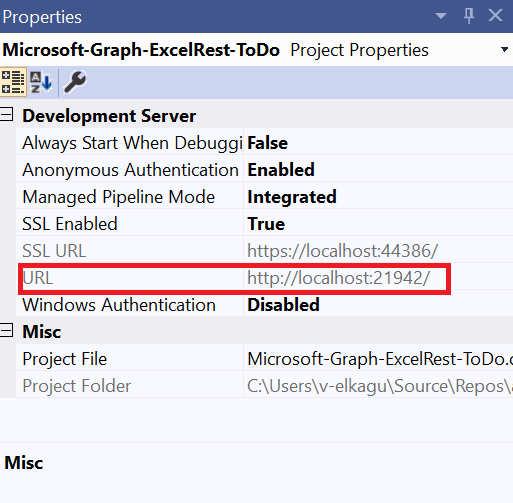 Properties
Microsoft-Graph-ExcelRest-ToDo Project Properties
Development Server
Always Start When Debuggi False
Anonymous Authentication Enabled
Managed Pipeline Mode Integrated
SSL Enabled True
SSL URL https://localhost:44386/
URL http://localhost:21942/
Windows Authentication Disabled
Misc
Project File Microsoft-Graph-ExcelRest-ToDo.c
Project Folder C:\Users\v-elkagu\Source\Repos\a
Misc